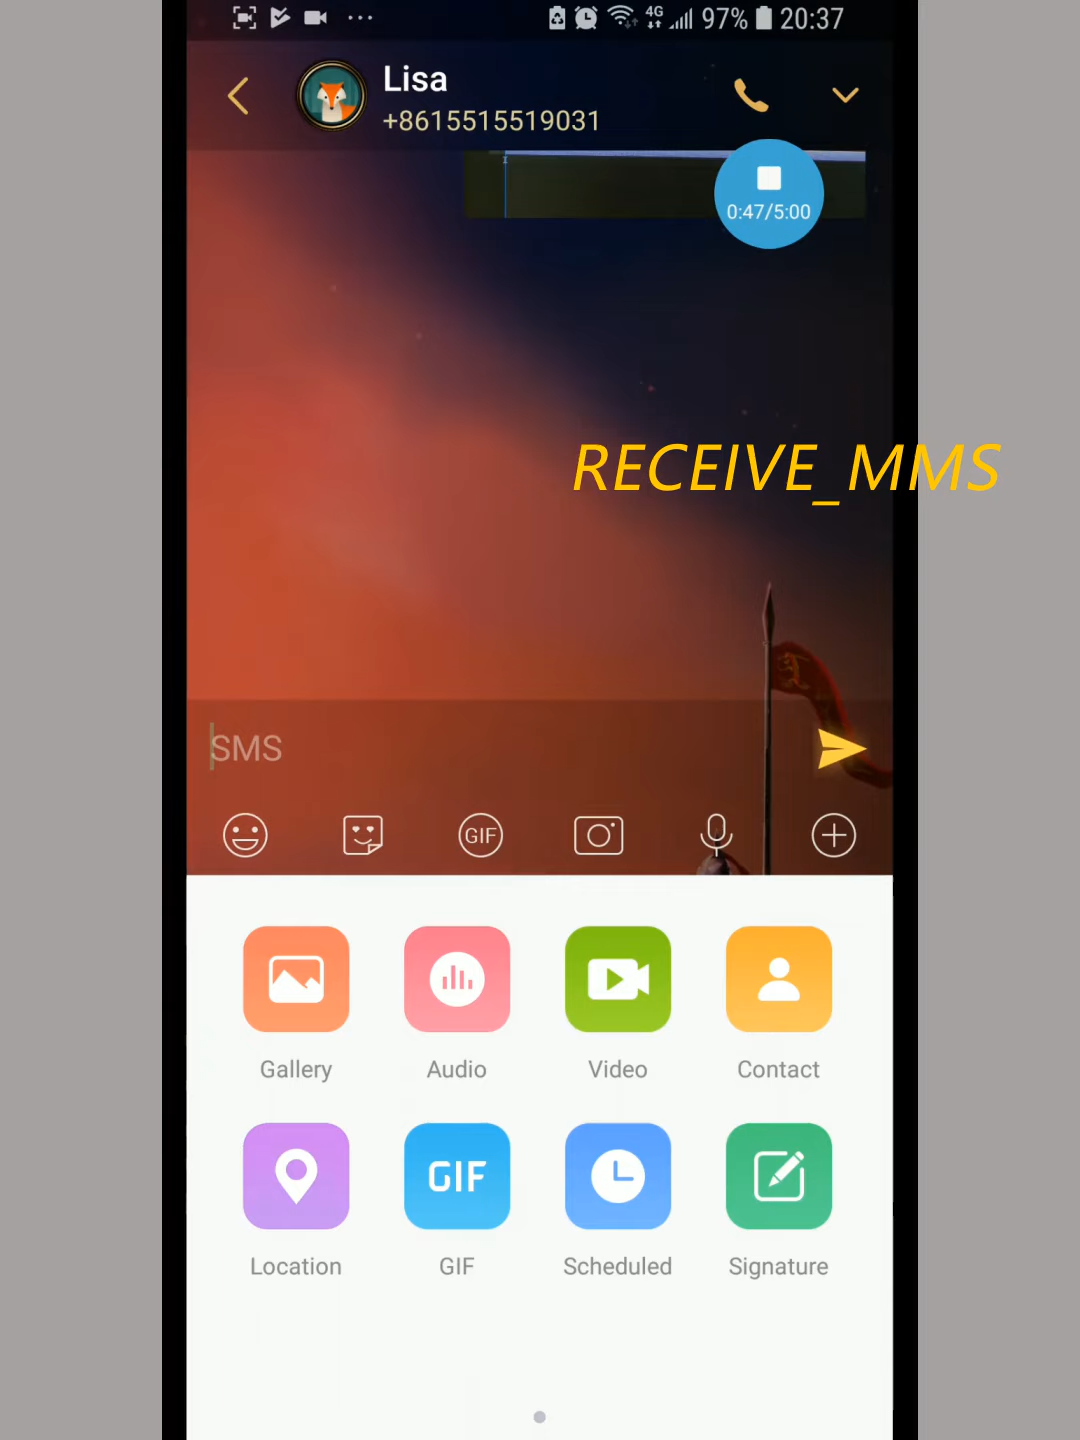 4G 97% 20:37
Lisa
+8615515519031
0:47/5:00
RECEIVE_MMS
SMS
GIF
Gallery Audio Video Contact
GIF
Location GIF Scheduled Signature